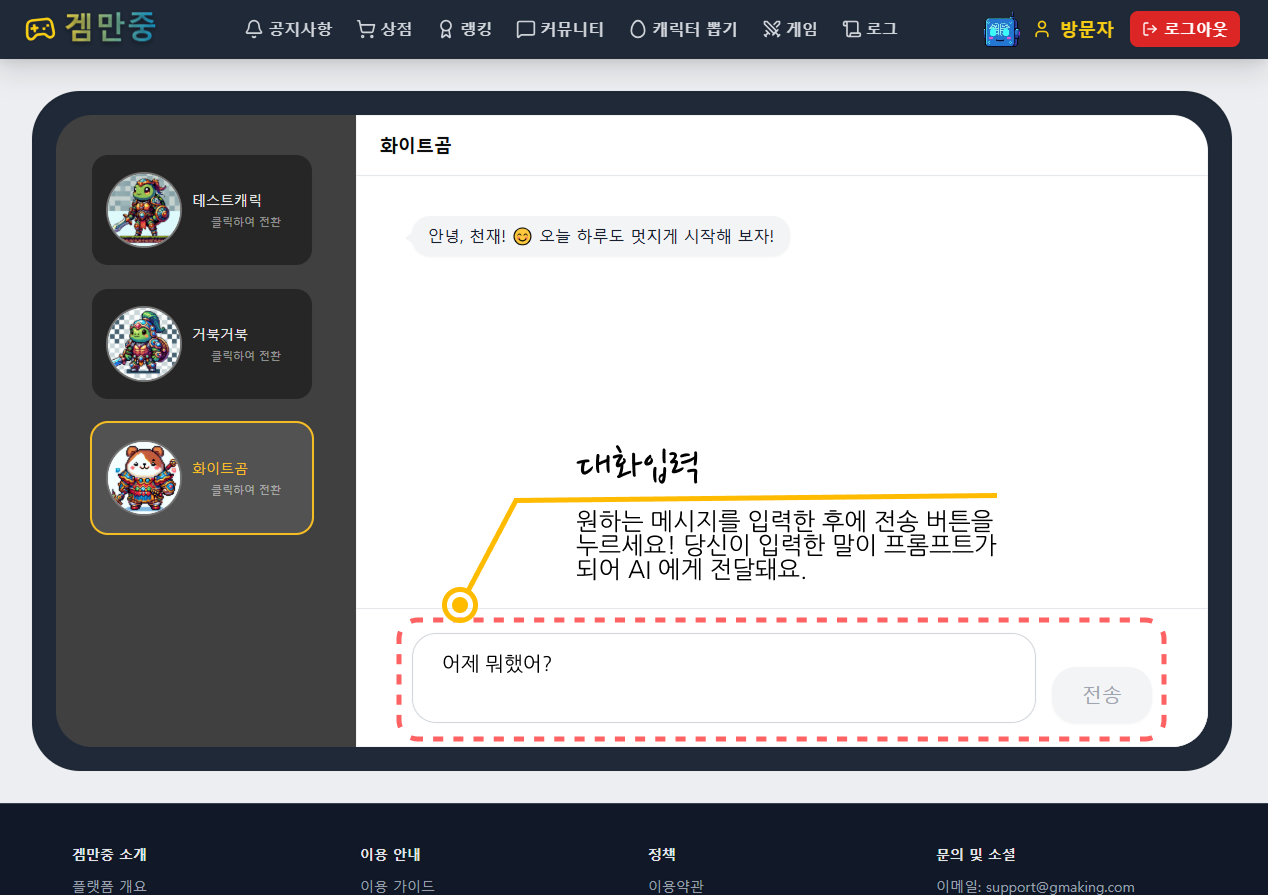 겜만중
공지사항 상점 랭킹 커뮤니티 캐릭터 뽑기 게임 로그
방문자 로그아웃
테스트캐릭
클릭하여 전환
거북거북
클릭하여 전환
화이트곰
클릭하여 전환
화이트곰
안녕, 천재! 😊 오늘 하루도 멋지게 시작해 보자!
대화입력
원하는 메시지를 입력한 후에 전송 버튼을
누르세요! 당신이 입력한 말이 프롬프트가
되어 AI 에게 전달돼요.
어제 뭐했어?
전송
겜만중 소개 이용 안내 정책 문의 및 소셜
플랫폼 개요 이용 가이드 이용약관 이메일: support@gmaking.com